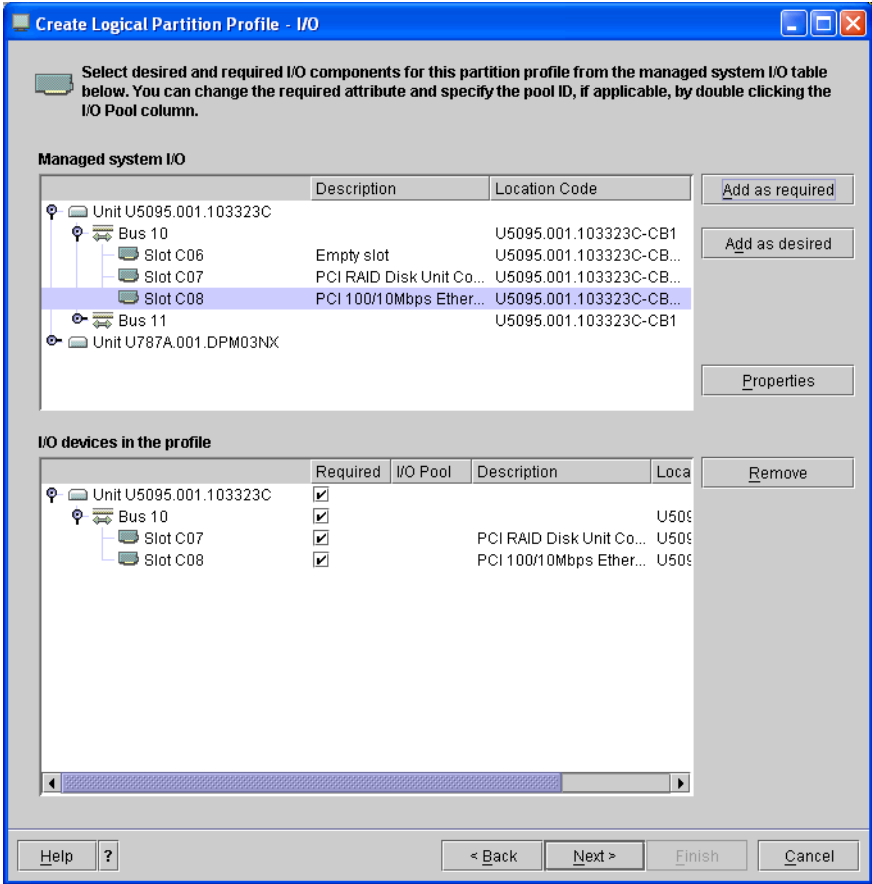 Create Logical Partition Profile - I/O
Select desired and required I/O components for this partition profile from the managed system I/O table
below. You can change the required attribute and specify the pool ID, if applicable, by double clicking the
I/O Pool column.
Managed system I/O
Description Location Code
Unit U5095.001.103323C
Bus 10 U5095.001.103323C-CB1
Slot C06 Empty slot U5095.001.103323C-CB...
Slot C07 PCI RAID Disk Unit Co... U5095.001.103323C-CB...
Slot C08 PCI 100/10Mbps Ether... U5095.001.103323C-CB...
Bus 11 U5095.001.103323C-CB1
Unit U787A.001.DPM03NX
Add as required
Add as desired
Properties
I/O devices in the profile
Required I/O Pool Description Loca
Unit U5095.001.103323C
Bus 10 U509
Slot C07 PCI RAID Disk Unit Co... U509
Slot C08 PCI 100/10Mbps Ether... U509
Remove
Help ? < Back Next > Finish Cancel